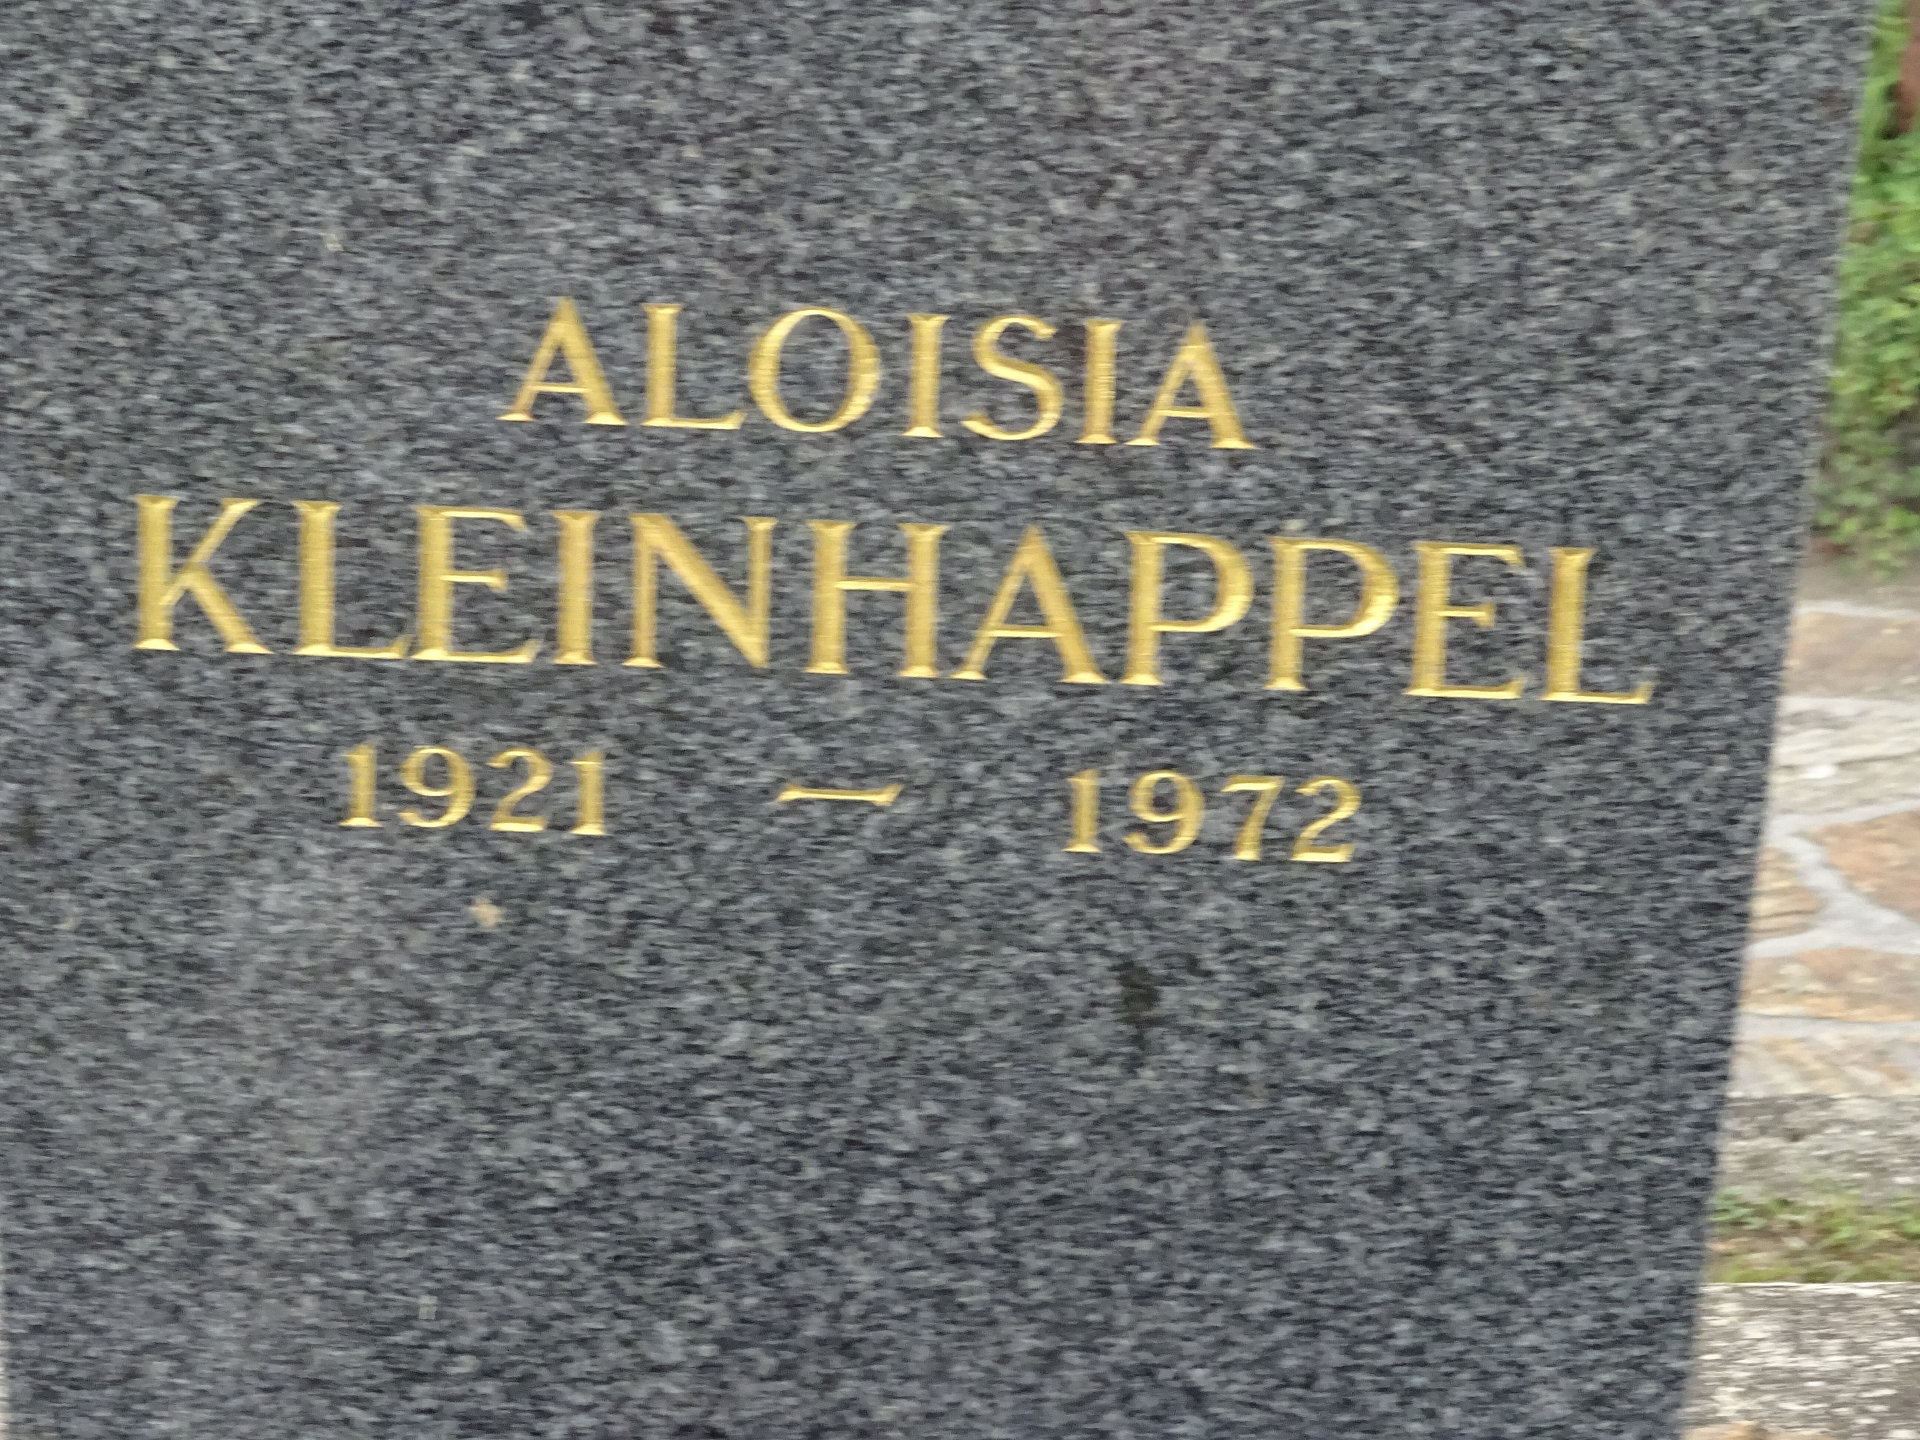 ALOISIA
KLEINHAPPEL
1921 — 1972